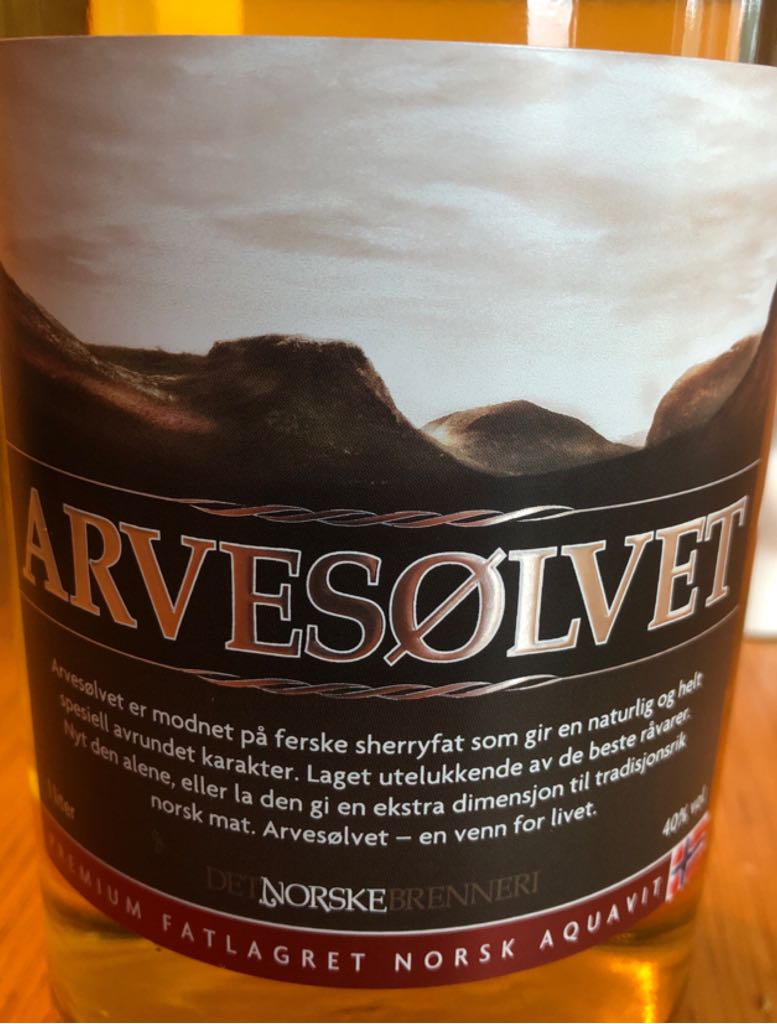 ARVESØLVET
Arvesølvet er modnet på ferske sherryfat som gir en naturlig og helt
spesiell avrundet karakter. Laget utelukkende av de beste råvarer.
Nyt den alene, eller la den gi en ekstra dimensjon til tradisjonsrik
norsk mat. Arvesølvet – en venn for livet.
1 liter
40% vol.
DET NORSKE BRENNERI
PREMIUM FATLAGRET NORSK AQUAVIT